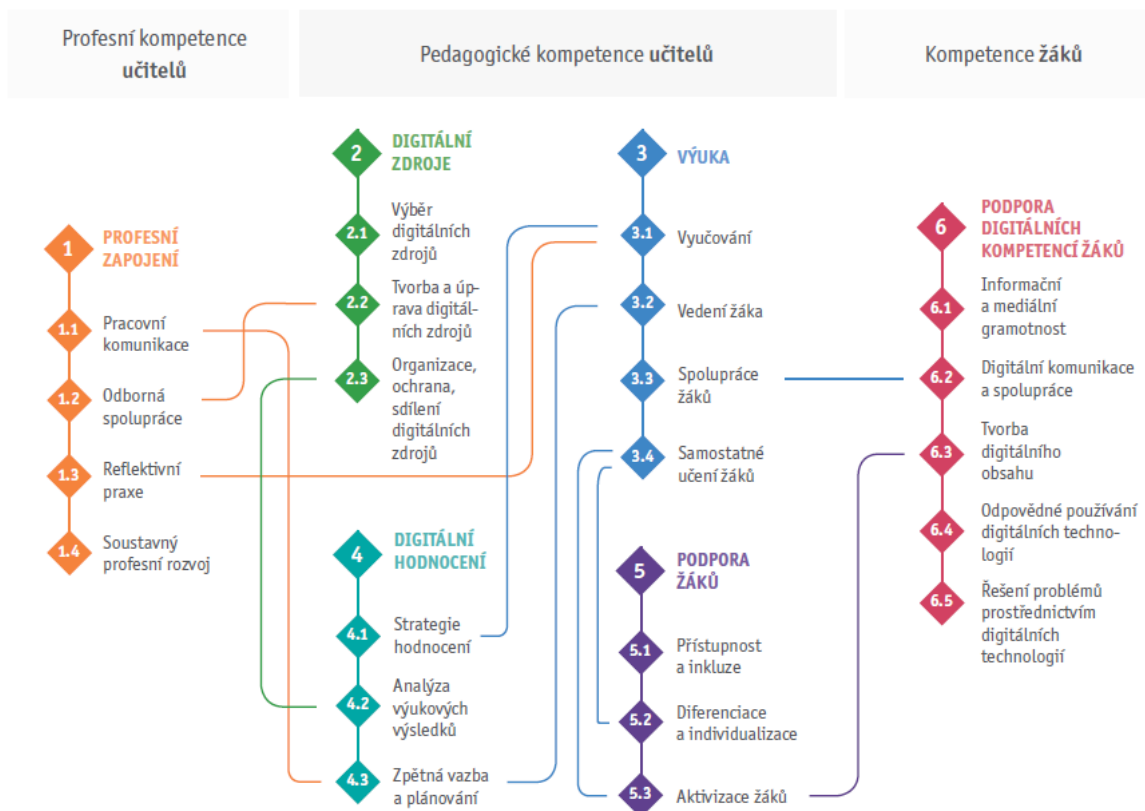 Profesní kompetence
učitelů
Pedagogické kompetence učitelů
Kompetence žáků
1
PROFESNÍ
ZAPOJENÍ
1.1
Pracovní
komunikace
1.2
Odborná
spolupráce
1.3
Reflektivní
praxe
1.4
Soustavný
profesní rozvoj
2
DIGITÁLNÍ
ZDROJE
2.1
Výběr
digitálních
zdrojů
2.2
Tvorba a úp-
rava digitál-
ních zdrojů
2.3
Organizace,
ochrana,
sdílení
digitálních
zdrojů
4
DIGITÁLNÍ
HODNOCENÍ
4.1
Strategie
hodnocení
4.2
Analýza
výukových
výsledků
4.3
Zpětná vazba
a plánování
3
VÝUKA
3.1
Vyučování
3.2
Vedení žáka
3.3
Spolupráce
žáků
3.4
Samostatné
učení žáků
5
PODPORA
ŽÁKŮ
5.1
Přístupnost
a inkluze
5.2
Diferenciace
a individualizace
5.3
Aktivizace žáků
6
PODPORA
DIGITÁLNÍCH
KOMPETENCÍ ŽÁKŮ
6.1
Informační
a mediální
gramotnost
6.2
Digitální komunikace
a spolupráce
6.3
Tvorba
digitálního
obsahu
6.4
Odpovědné používání
digitálních techno-
logií
6.5
Řešení problémů
prostřednictvím
digitálních
technologií